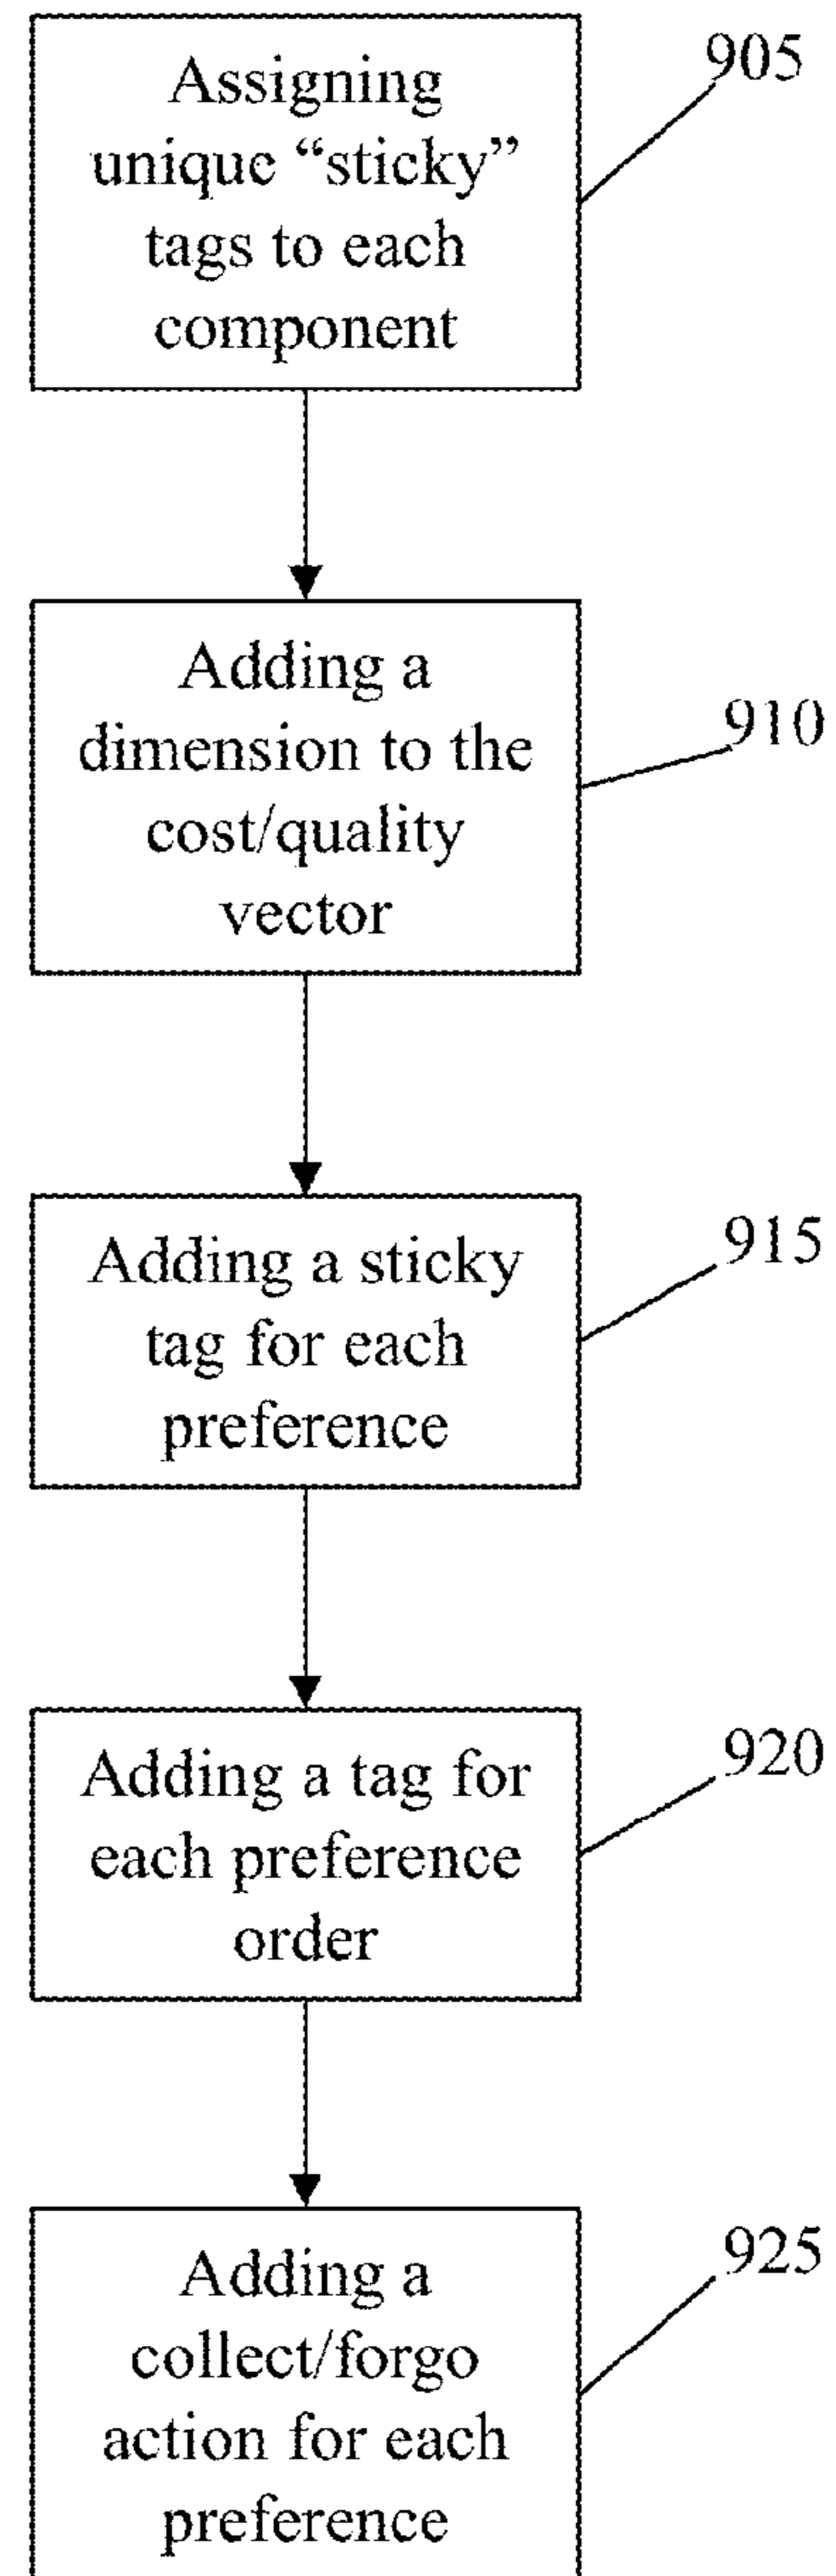 Assigning
unique “sticky”
tags to each
component
905
Adding a
dimension to the
cost/quality
vector
910
Adding a sticky
tag for each
preference
915
Adding a tag for
each preference
order
920
Adding a
collect/forgo
action for each
preference
925